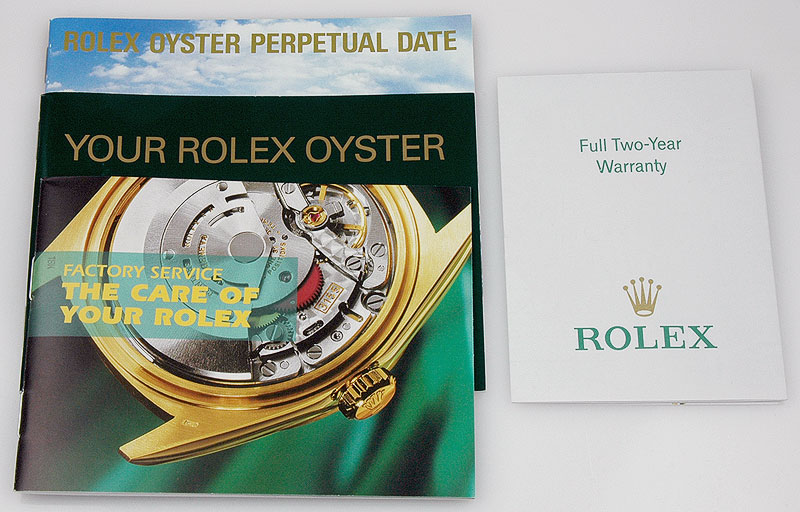 ROLEX OYSTER PERPETUAL DATE
YOUR ROLEX OYSTER
FACTORY SERVICE
THE CARE OF
YOUR ROLEX
3155
Full Two-Year
Warranty
ROLEX